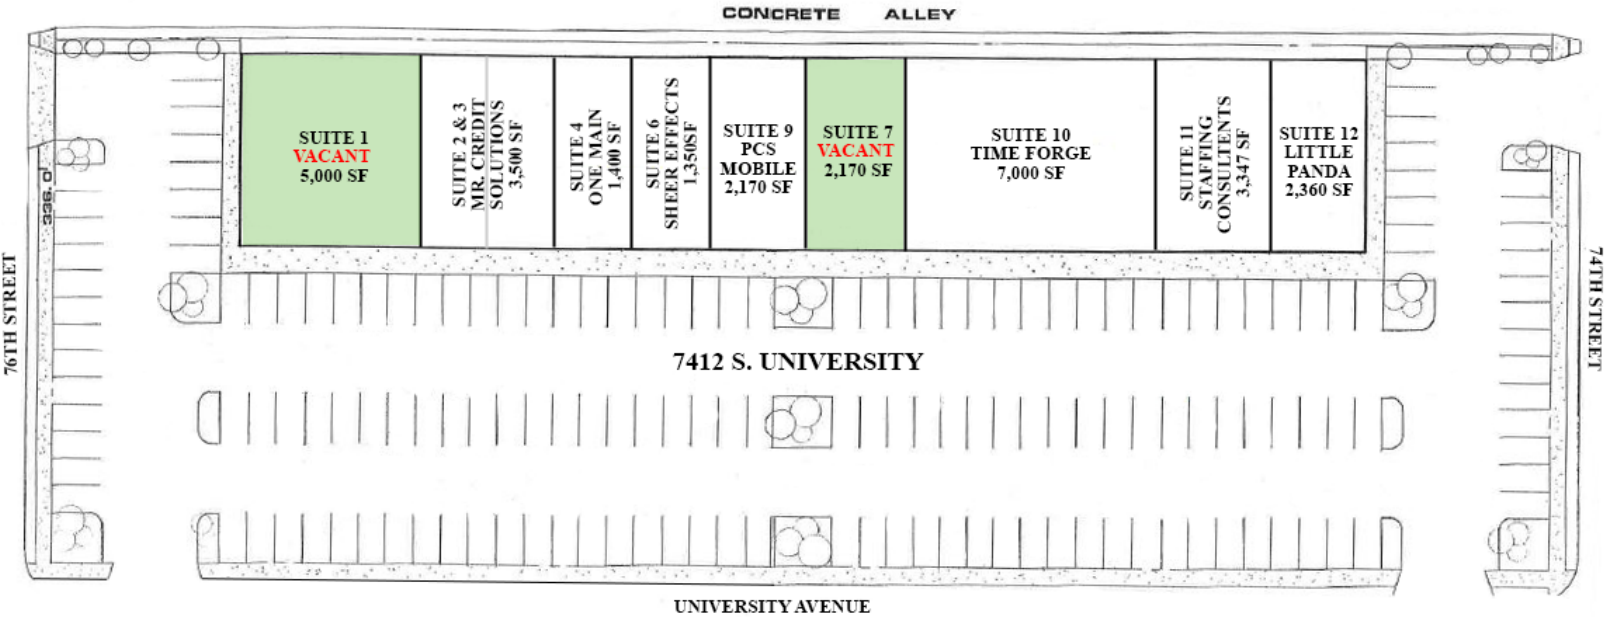 CONCRETE ALLEY
SUITE 1
VACANT
5,000 SF
SUITE 2 & 3
MR. CREDIT
SOLUTIONS
3,500 SF
SUITE 4
ONE MAIN
1,400 SF
SUITE 6
SHEER EFFECTS
1,350SF
SUITE 9
PCS
MOBILE
2,170 SF
SUITE 7
VACANT
2,170 SF
SUITE 10
TIME FORGE
7,000 SF
SUITE 11
STAFFING
CONSULTENTS
3,347 SF
SUITE 12
LITTLE
PANDA
2,360 SF
336.0'
76TH STREET
74TH STREET
7412 S. UNIVERSITY
UNIVERSITY AVENUE